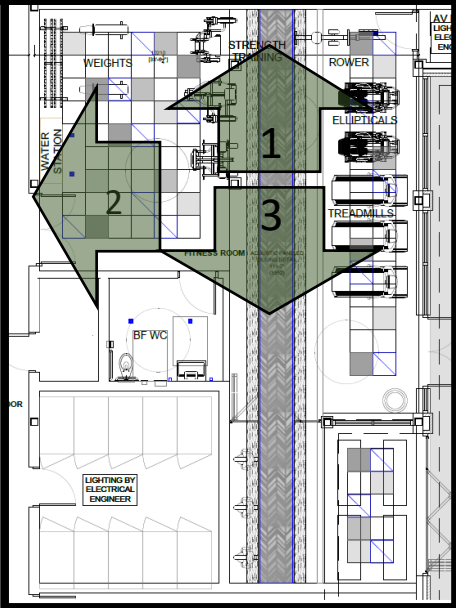 AV
LIGH
ELEC
ENG
STRENGTH
TRAINING
WEIGHTS
ROWER
ELLIPTICALS
WATER
STATION
1
2
3
TREADMILLS
FITNESS ROOM
BF WC
OOR
LIGHTING BY
ELECTRICAL
ENGINEER